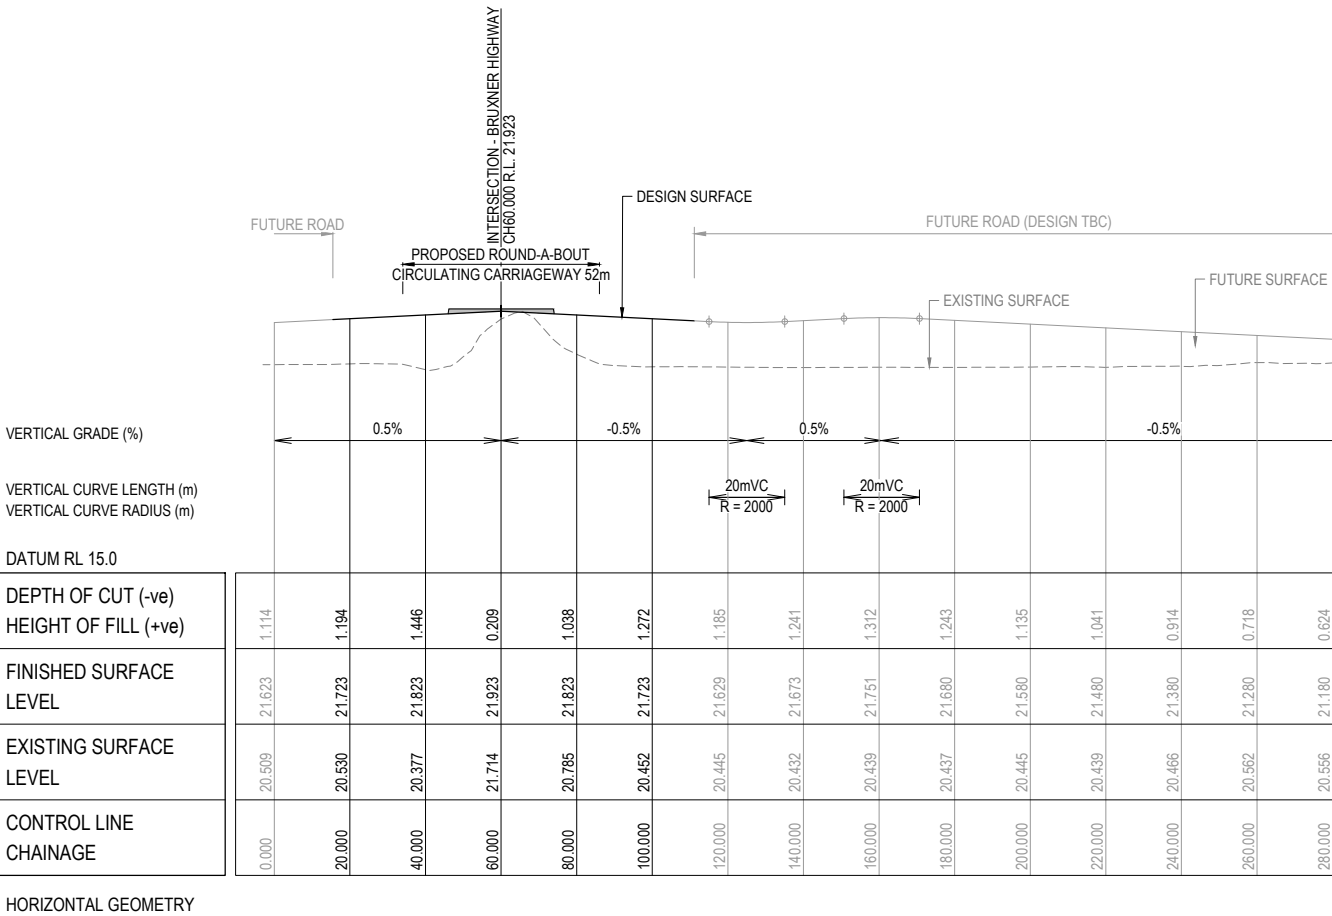 INTERSECTION - BRUXNER HIGHWAY
CH60.000 R.L. 21.923
DESIGN SURFACE
FUTURE ROAD
FUTURE ROAD (DESIGN TBC)
PROPOSED ROUND-A-BOUT
CIRCULATING CARRIAGEWAY 52m
FUTURE SURFACE
EXISTING SURFACE
VERTICAL GRADE (%) 0.5% -0.5% 0.5% -0.5%
VERTICAL CURVE LENGTH (m) 20mVC 20mVC
VERTICAL CURVE RADIUS (m) R = 2000 R = 2000
DATUM RL 15.0
DEPTH OF CUT (-ve)
HEIGHT OF FILL (+ve)
1.114 1.194 1.446 0.209 1.038 1.272 1.185 1.241 1.312 1.243 1.135 1.041 0.914 0.718 0.624
FINISHED SURFACE
LEVEL
21.623 21.723 21.823 21.923 21.823 21.723 21.629 21.673 21.751 21.680 21.580 21.480 21.380 21.280 21.180
EXISTING SURFACE
LEVEL
20.509 20.530 20.377 21.714 20.785 20.452 20.445 20.432 20.439 20.437 20.445 20.439 20.466 20.562 20.556
CONTROL LINE
CHAINAGE
0.000 20.000 40.000 60.000 80.000 100.000 120.000 140.000 160.000 180.000 200.000 220.000 240.000 260.000 280.000
HORIZONTAL GEOMETRY